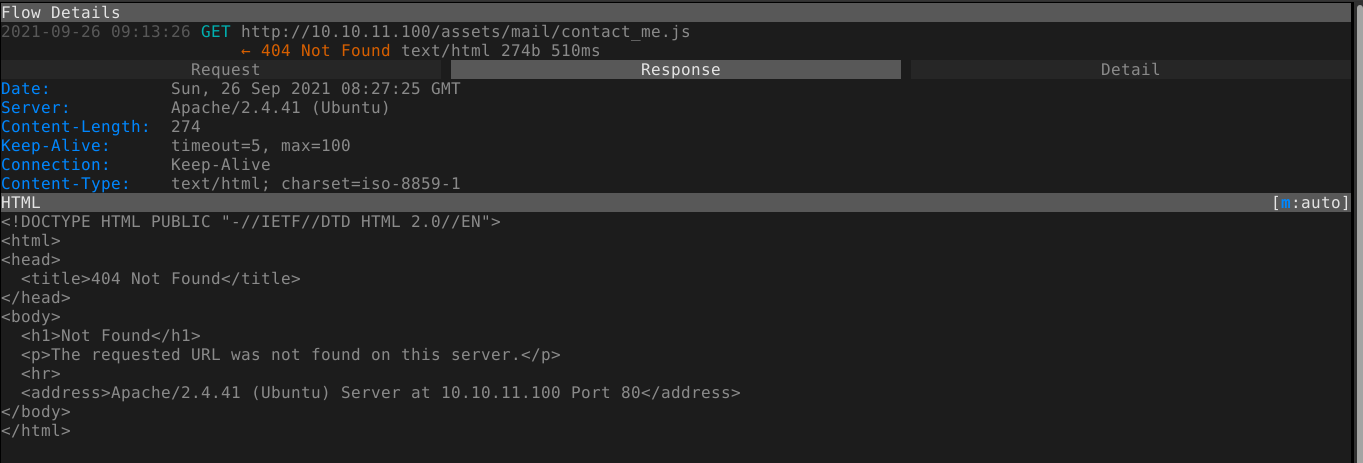 Flow Details
2021-09-26 09:13:26 GET http://10.10.11.100/assets/mail/contact_me.js
← 404 Not Found text/html 274b 510ms
Request Response Detail
Date: Sun, 26 Sep 2021 08:27:25 GMT
Server: Apache/2.4.41 (Ubuntu)
Content-Length: 274
Keep-Alive: timeout=5, max=100
Connection: Keep-Alive
Content-Type: text/html; charset=iso-8859-1
HTML [m:auto]
<!DOCTYPE HTML PUBLIC "-//IETF//DTD HTML 2.0//EN">
<html>
<head>
  <title>404 Not Found</title>
</head>
<body>
  <h1>Not Found</h1>
  <p>The requested URL was not found on this server.</p>
  <hr>
  <address>Apache/2.4.41 (Ubuntu) Server at 10.10.11.100 Port 80</address>
</body>
</html>